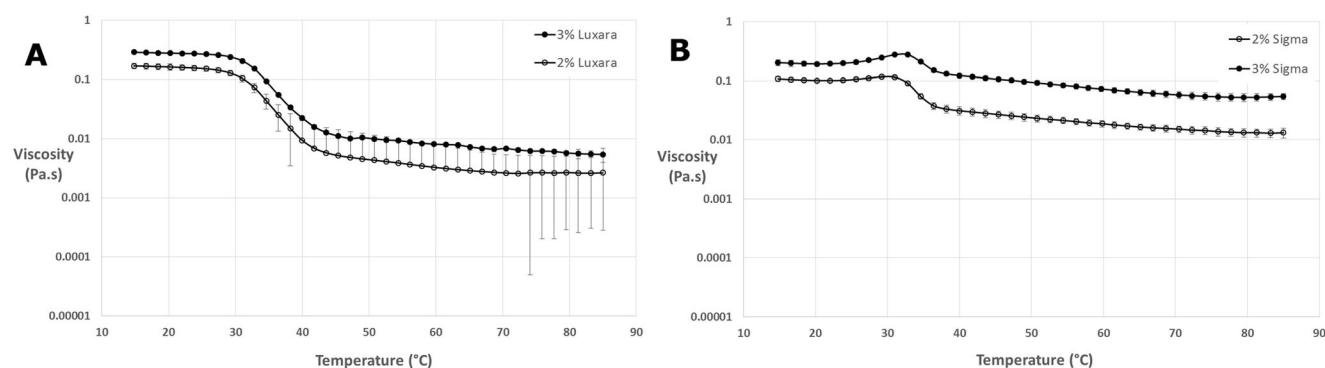 A
1
0.1
0.01
Viscosity
(Pa.s)
0.001
0.0001
0.00001
10 20 30 40 50 60 70 80 90
Temperature (°C)
3% Luxara
2% Luxara
B
1
0.1
0.01
Viscosity
(Pa.s)
0.001
0.0001
0.00001
10 20 30 40 50 60 70 80 90
Temperature (°C)
2% Sigma
3% Sigma